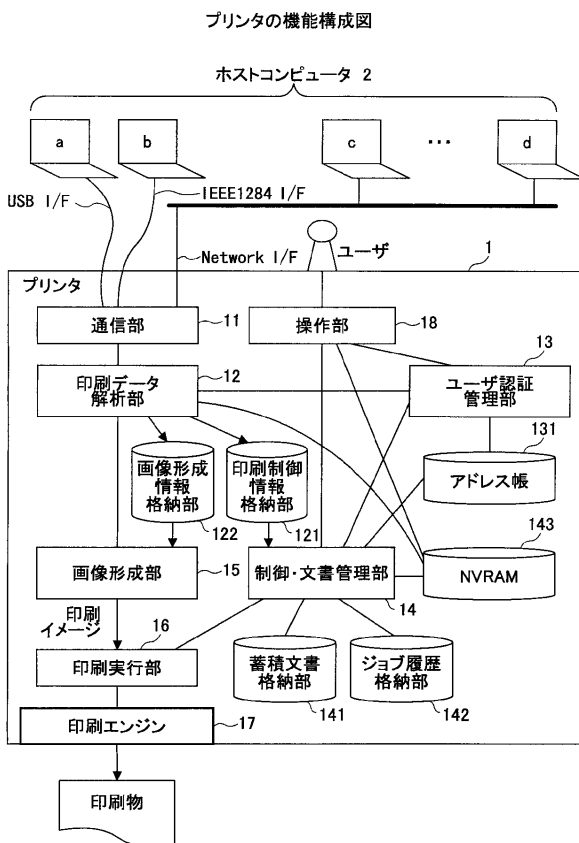 プリンタの機能構成図
ホストコンピュータ 2
a
b
c
・・・
d
USB I/F
IEEE1284 I/F
Network I/F
ユーザ
1
プリンタ
通信部
11
操作部
18
印刷データ
解析部
12
13
ユーザ認証
管理部
131
アドレス帳
画像形成
情報
格納部
122
印刷制御
情報
格納部
121
143
NVRAM
画像形成部
15
制御・文書管理部
14
印刷
イメージ
16
印刷実行部
蓄積文書
格納部
141
ジョブ履歴
格納部
142
印刷エンジン
17
印刷物